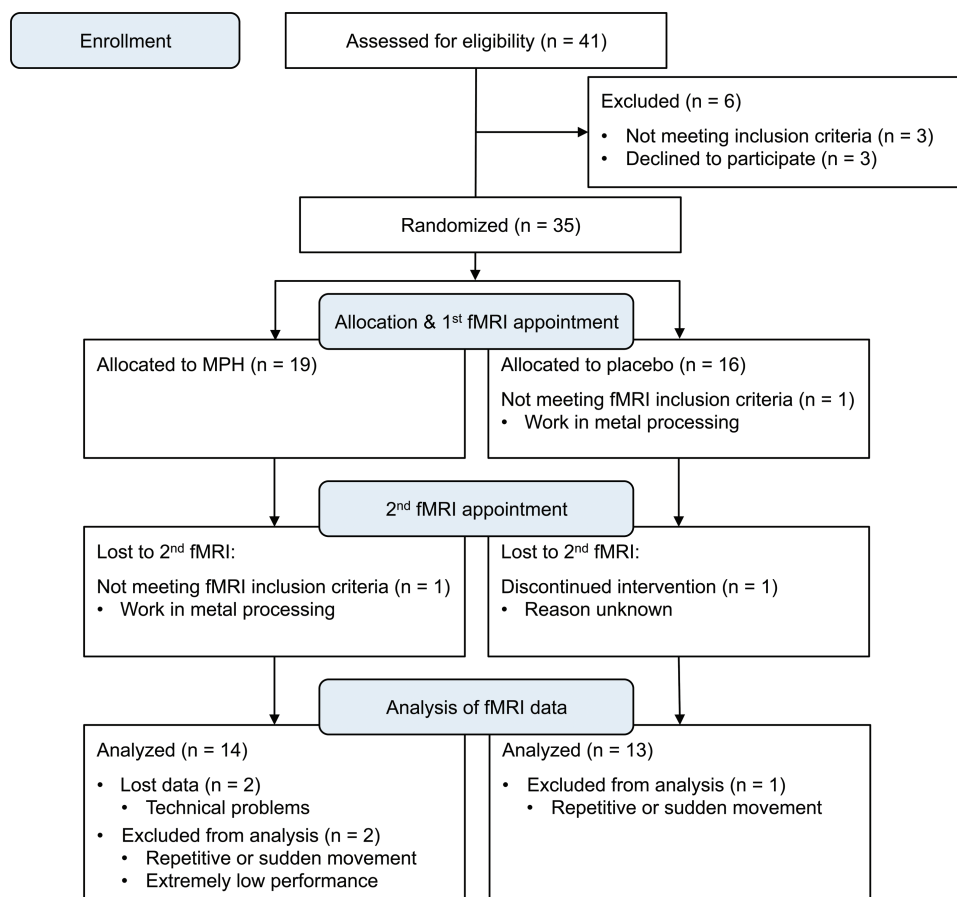 Enrollment
Assessed for eligibility (n = 41)
Excluded (n = 6)
• Not meeting inclusion criteria (n = 3)
• Declined to participate (n = 3)
Randomized (n = 35)
Allocation & 1st fMRI appointment
Allocated to MPH (n = 19)
Allocated to placebo (n = 16)
Not meeting fMRI inclusion criteria (n = 1)
• Work in metal processing
2nd fMRI appointment
Lost to 2nd fMRI:
Not meeting fMRI inclusion criteria (n = 1)
• Work in metal processing
Lost to 2nd fMRI:
Discontinued intervention (n = 1)
• Reason unknown
Analysis of fMRI data
Analyzed (n = 14)
• Lost data (n = 2)
• Technical problems
• Excluded from analysis (n = 2)
• Repetitive or sudden movement
• Extremely low performance
Analyzed (n = 13)
• Excluded from analysis (n = 1)
• Repetitive or sudden movement